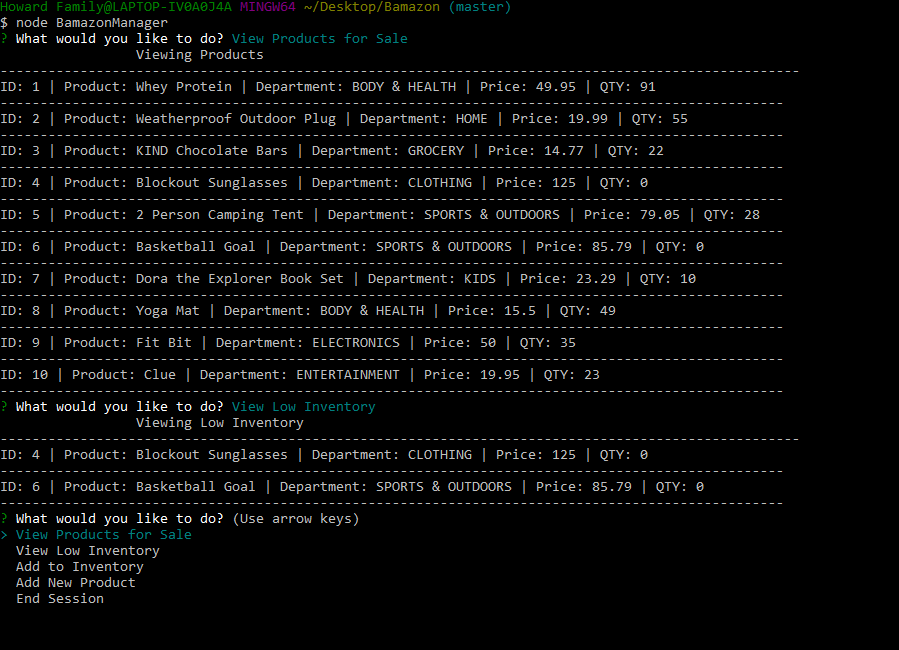 Howard Family@LAPTOP-IV0A0J4A MINGW64 ~/Desktop/Bamazon (master)
$ node BamazonManager
? What would you like to do? View Products for Sale
                 Viewing Products
----------------------------------------------------------------------------------------------------
ID: 1 | Product: Whey Protein | Department: BODY & HEALTH | Price: 49.95 | QTY: 91
--------------------------------------------------------------------------------------------------
ID: 2 | Product: Weatherproof Outdoor Plug | Department: HOME | Price: 19.99 | QTY: 55
--------------------------------------------------------------------------------------------------
ID: 3 | Product: KIND Chocolate Bars | Department: GROCERY | Price: 14.77 | QTY: 22
--------------------------------------------------------------------------------------------------
ID: 4 | Product: Blockout Sunglasses | Department: CLOTHING | Price: 125 | QTY: 0
--------------------------------------------------------------------------------------------------
ID: 5 | Product: 2 Person Camping Tent | Department: SPORTS & OUTDOORS | Price: 79.05 | QTY: 28
--------------------------------------------------------------------------------------------------
ID: 6 | Product: Basketball Goal | Department: SPORTS & OUTDOORS | Price: 85.79 | QTY: 0
--------------------------------------------------------------------------------------------------
ID: 7 | Product: Dora the Explorer Book Set | Department: KIDS | Price: 23.29 | QTY: 10
--------------------------------------------------------------------------------------------------
ID: 8 | Product: Yoga Mat | Department: BODY & HEALTH | Price: 15.5 | QTY: 49
--------------------------------------------------------------------------------------------------
ID: 9 | Product: Fit Bit | Department: ELECTRONICS | Price: 50 | QTY: 35
--------------------------------------------------------------------------------------------------
ID: 10 | Product: Clue | Department: ENTERTAINMENT | Price: 19.95 | QTY: 23
--------------------------------------------------------------------------------------------------
? What would you like to do? View Low Inventory
                 Viewing Low Inventory
----------------------------------------------------------------------------------------------------
ID: 4 | Product: Blockout Sunglasses | Department: CLOTHING | Price: 125 | QTY: 0
--------------------------------------------------------------------------------------------------
ID: 6 | Product: Basketball Goal | Department: SPORTS & OUTDOORS | Price: 85.79 | QTY: 0
--------------------------------------------------------------------------------------------------
? What would you like to do? (Use arrow keys)
> View Products for Sale
  View Low Inventory
  Add to Inventory
  Add New Product
  End Session